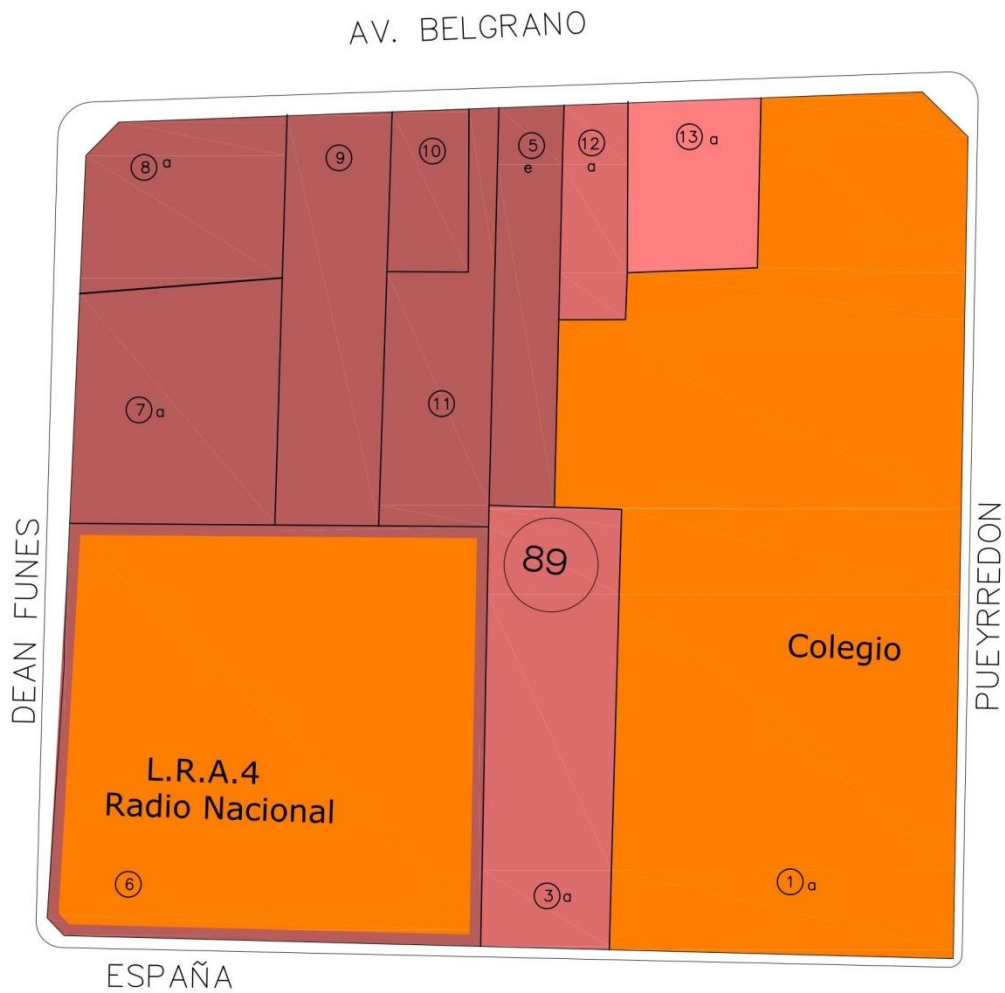 AV. BELGRANO
8 a
9
10
5
e
12
a
13 a
7 a
11
89
DEAN FUNES
PUEYRREDON
Colegio
L.R.A.4
Radio Nacional
6
3 a
1 a
ESPAÑA